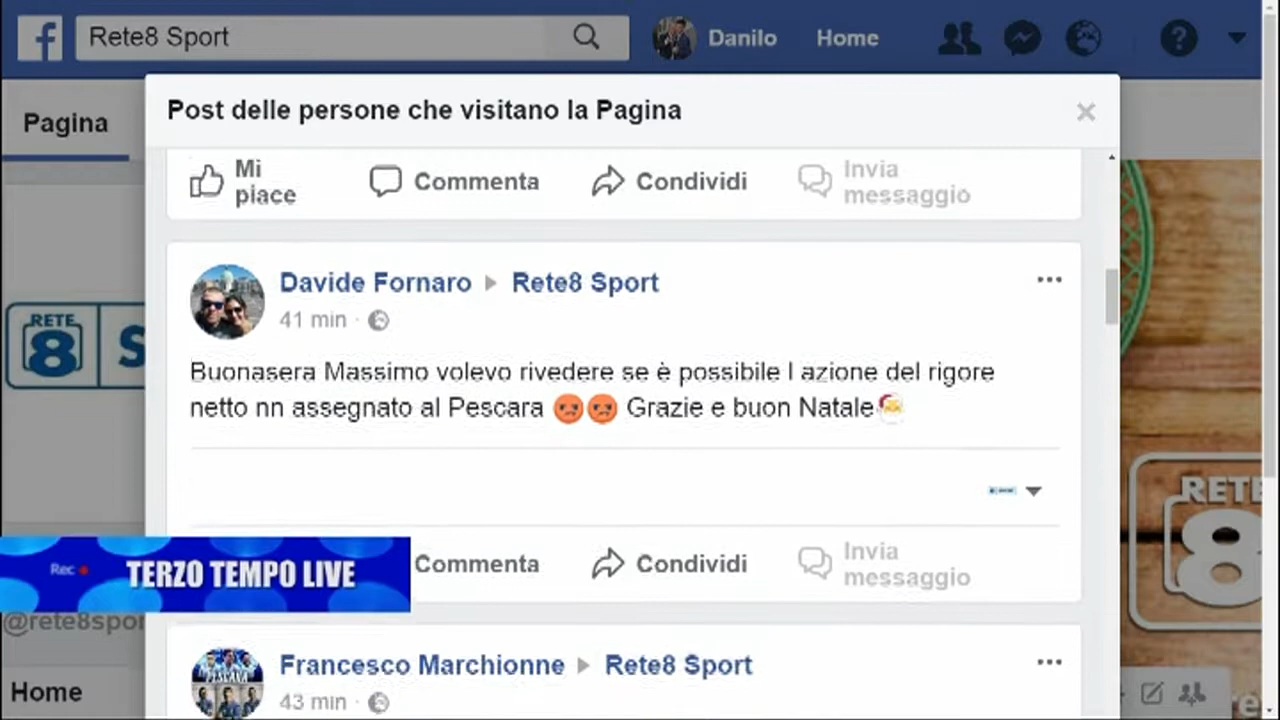 Rete8 Sport
Danilo
Home
Post delle persone che visitano la Pagina
Pagina
Mi piace
Commenta
Condividi
Invia messaggio
Davide Fornaro
Rete8 Sport
41 min
Buonasera Massimo volevo rivedere se è possibile l azione del rigore
netto nn assegnato al Pescara 😡😡 Grazie e buon Natale🎅
RETE
8
S
RETE
8
Commenta
Condividi
Invia messaggio
Rec
TERZO TEMPO LIVE
@rete8spor
Francesco Marchionne
Rete8 Sport
43 min
PESCARA
Home